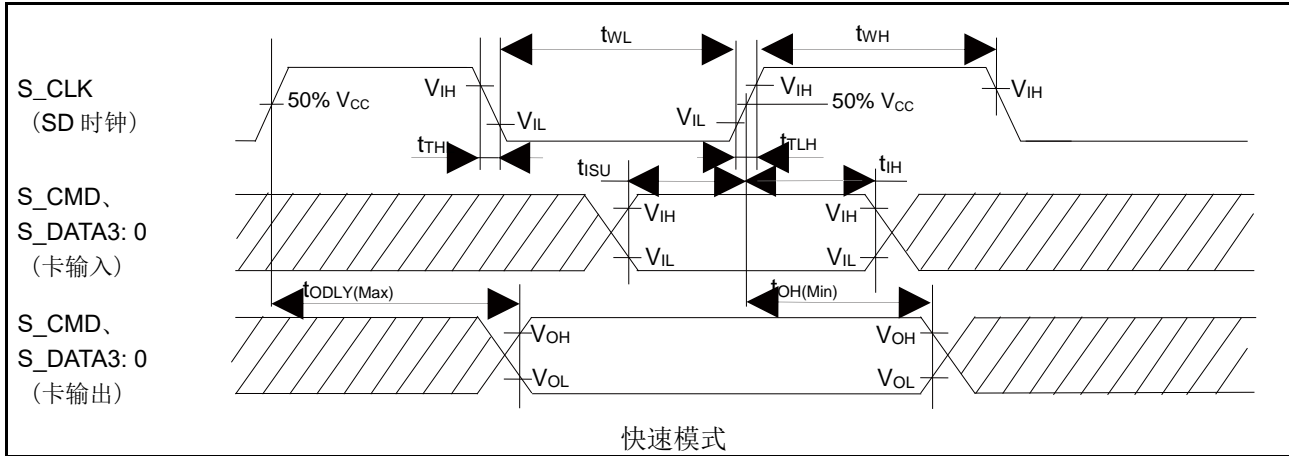 tWL
tWH
S_CLK
（SD 时钟）
50% VCC
VIH
VIL
VIL
VIH
50% VCC
VIH
tTH
tTLH
tISU
tIH
S_CMD、
S_DATA3: 0
（卡输入）
VIH
VIL
VIH
VIL
tODLY(Max)
tOH(Min)
S_CMD、
S_DATA3: 0
（卡输出）
VOH
VOL
VOH
VOL
快速模式